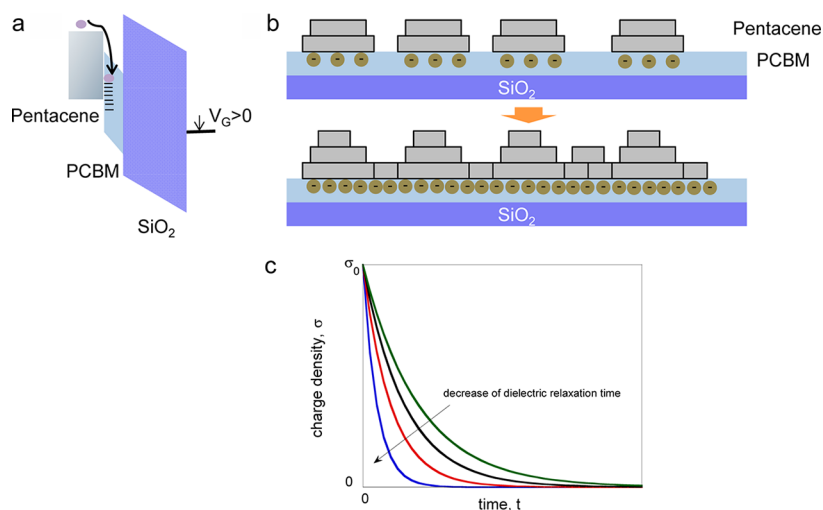 a
Pentacene
PCBM
SiO2
VG>0
b
Pentacene
PCBM
- - - - - - - - - - - -
SiO2
- - - - - - - - - - - - - - - - - - - - - - - -
SiO2
c
σ0
charge density, σ
decrease of dielectric relaxation time
0
0
time, t